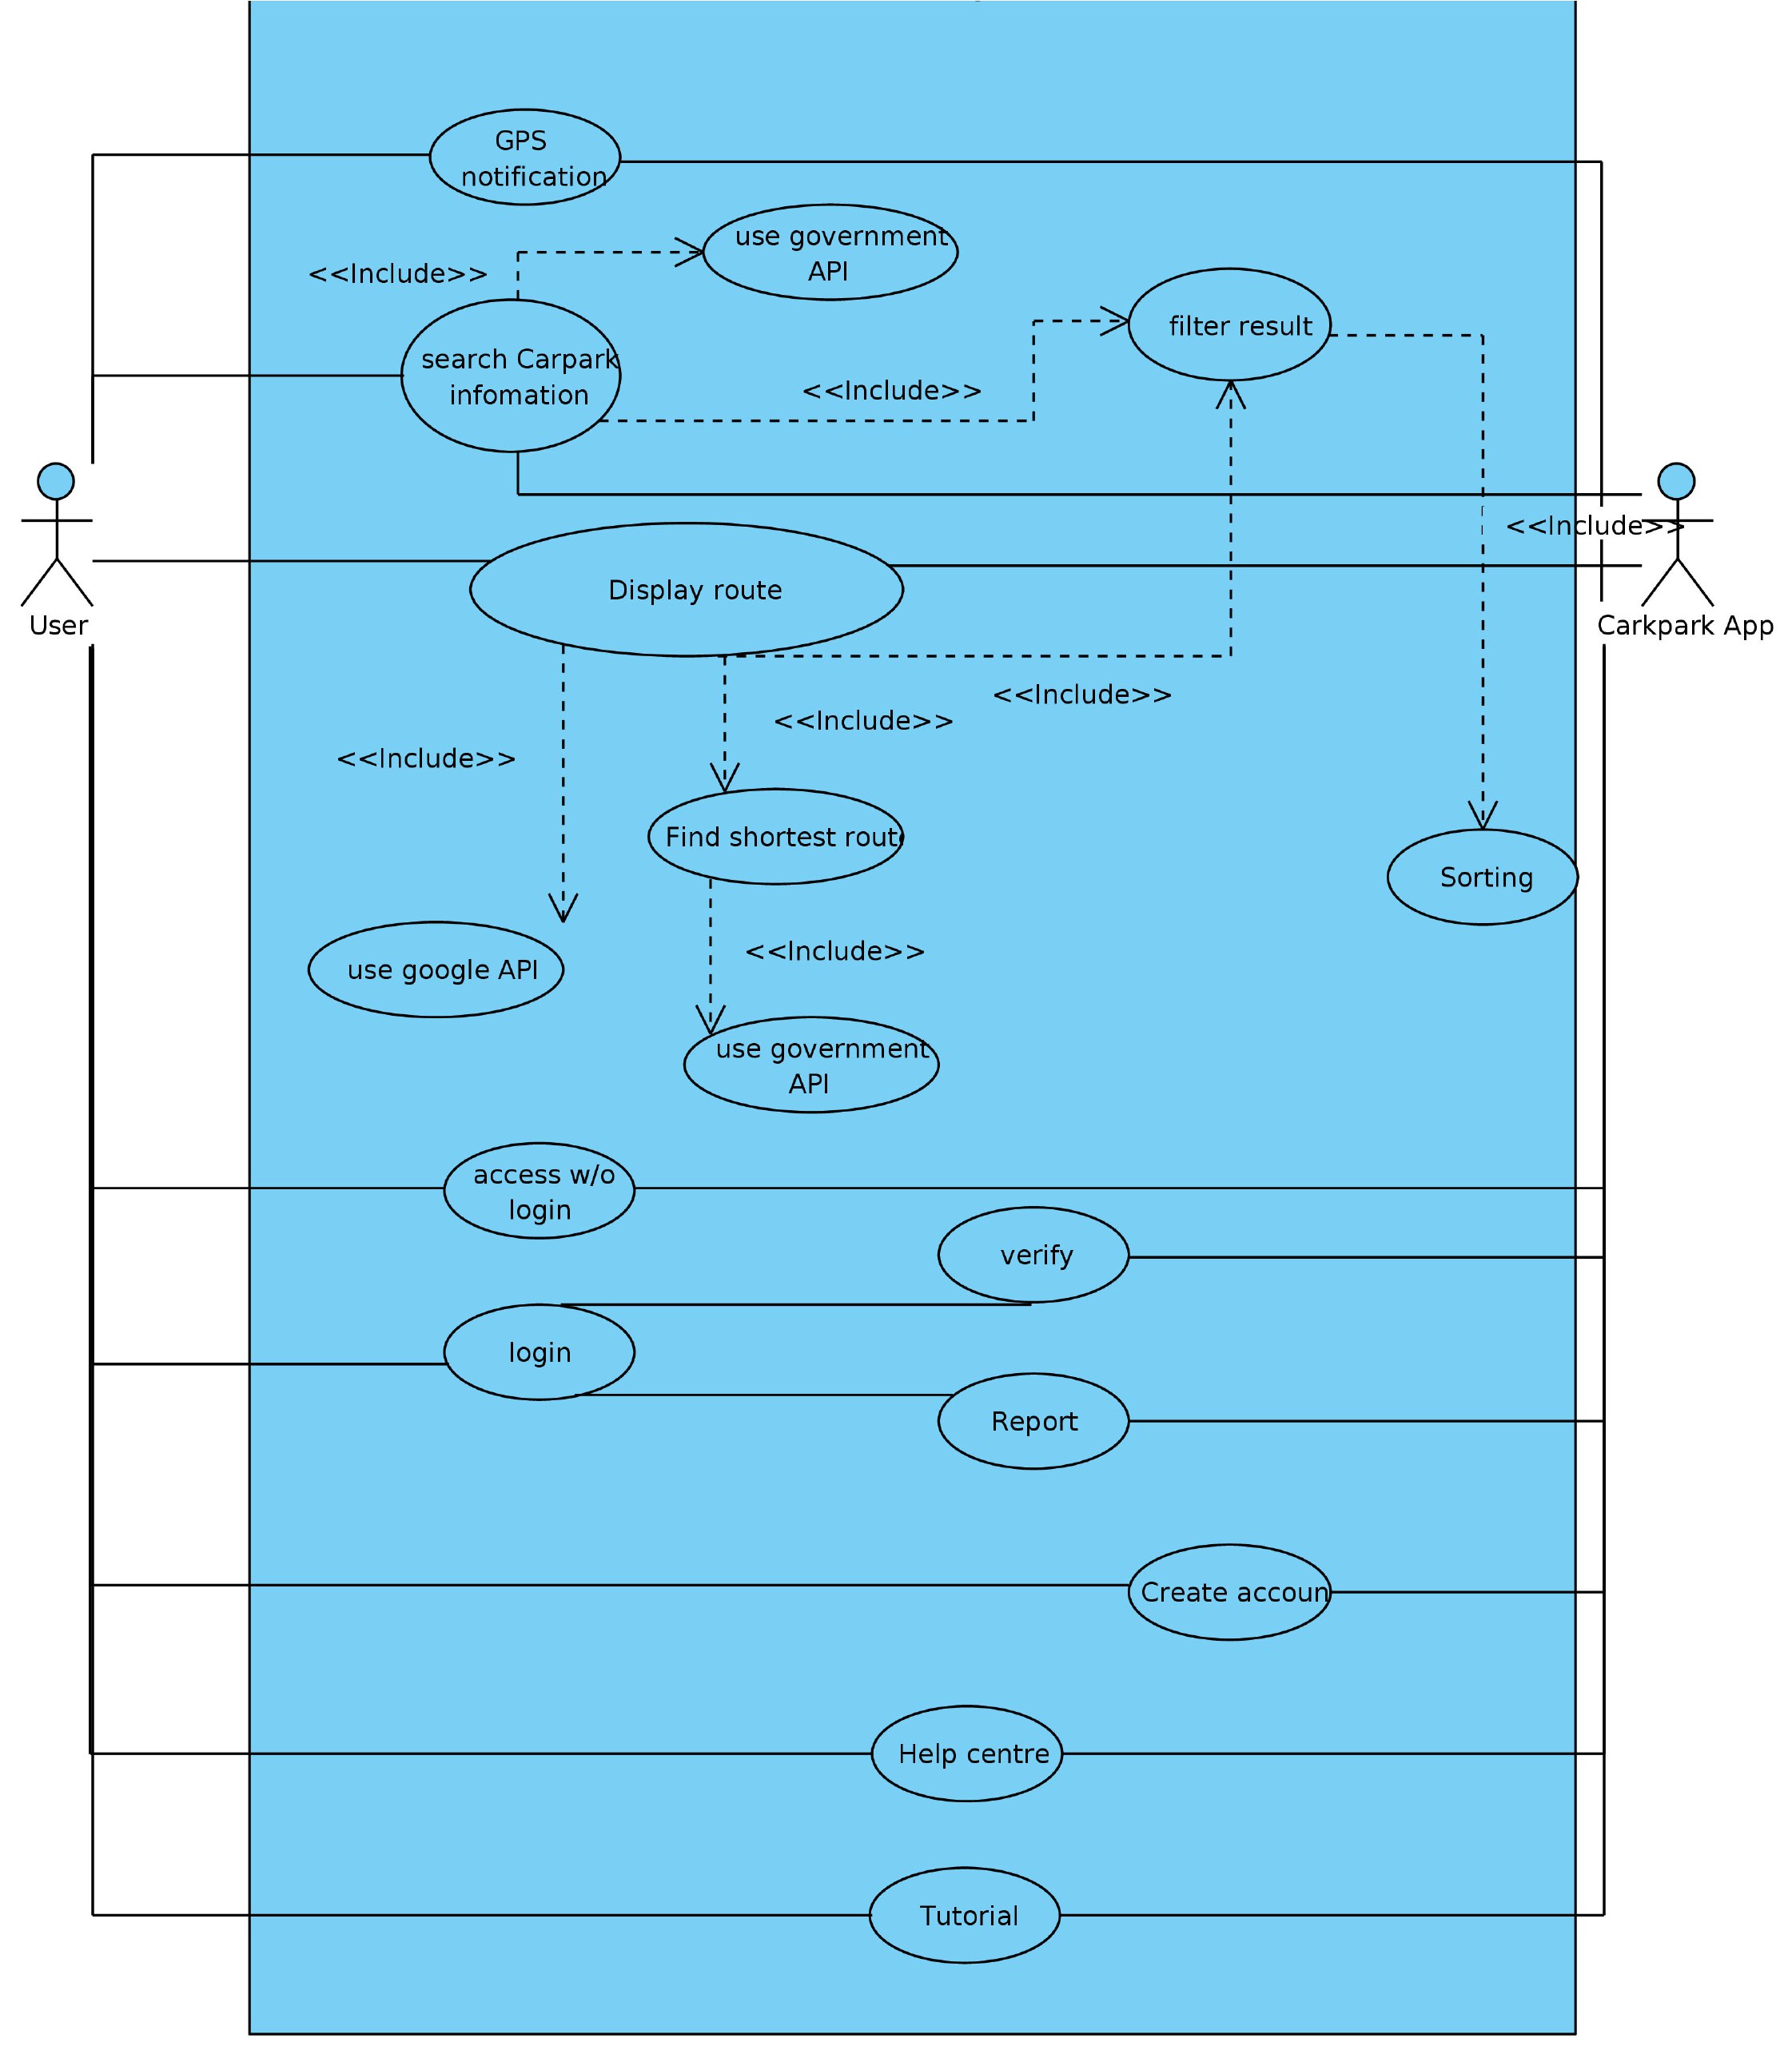 GPS
notification
use government
API
<<Include>>
filter result
search Carpark
infomation
<<Include>>
<<Include>>
Display route
User
Carkpark App
<<Include>>
<<Include>>
<<Include>>
Find shortest route
Sorting
<<Include>>
use google API
use government
API
access w/o
login
verify
login
Report
Create accoun
Help centre
Tutorial